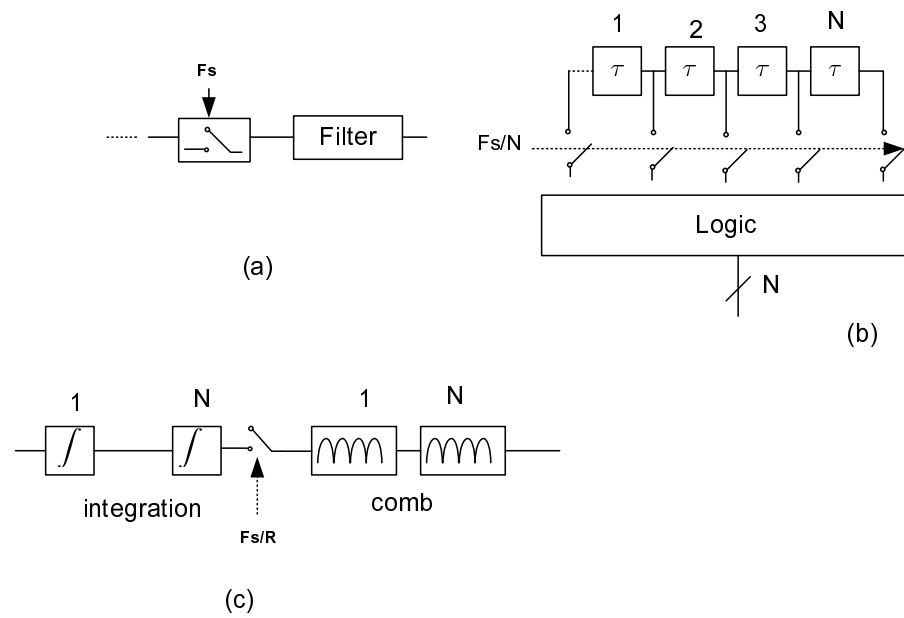 Fs
Filter
(a)
1 2 3 N
τ τ τ τ
Fs/N
Logic
N
(b)
1 N 1 N
∫ ∫
integration
comb
Fs/R
(c)